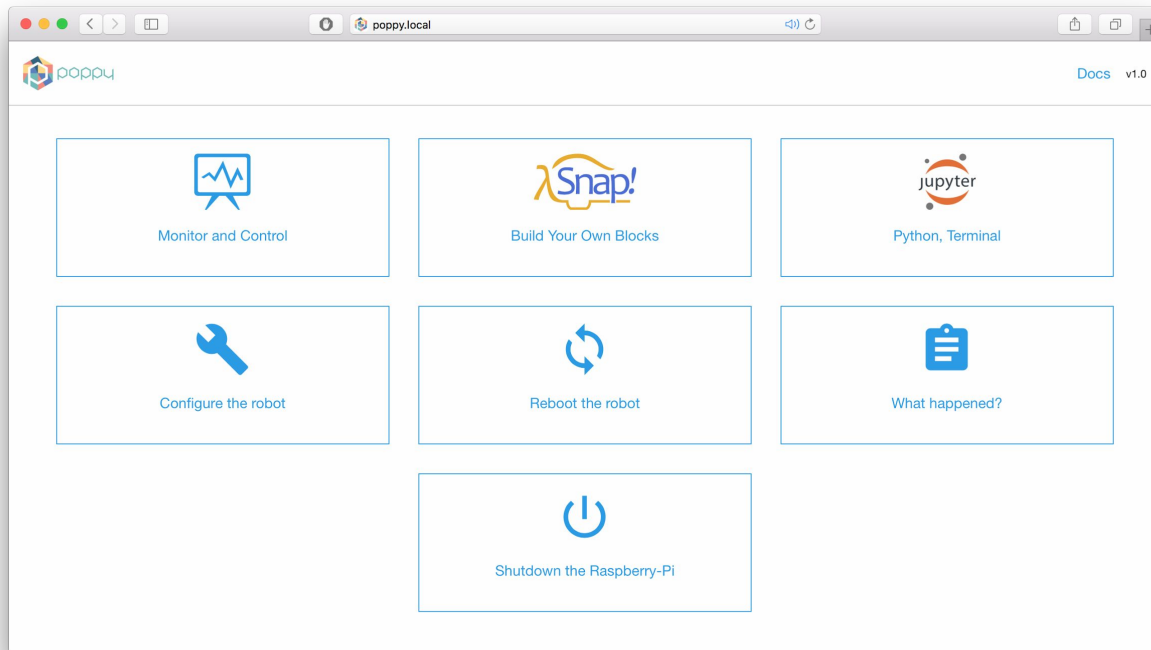 poppy.local
poppy
Docs v1.0
λSnap!
jupyter
Monitor and Control
Build Your Own Blocks
Python, Terminal
Configure the robot
Reboot the robot
What happened?
Shutdown the Raspberry-Pi